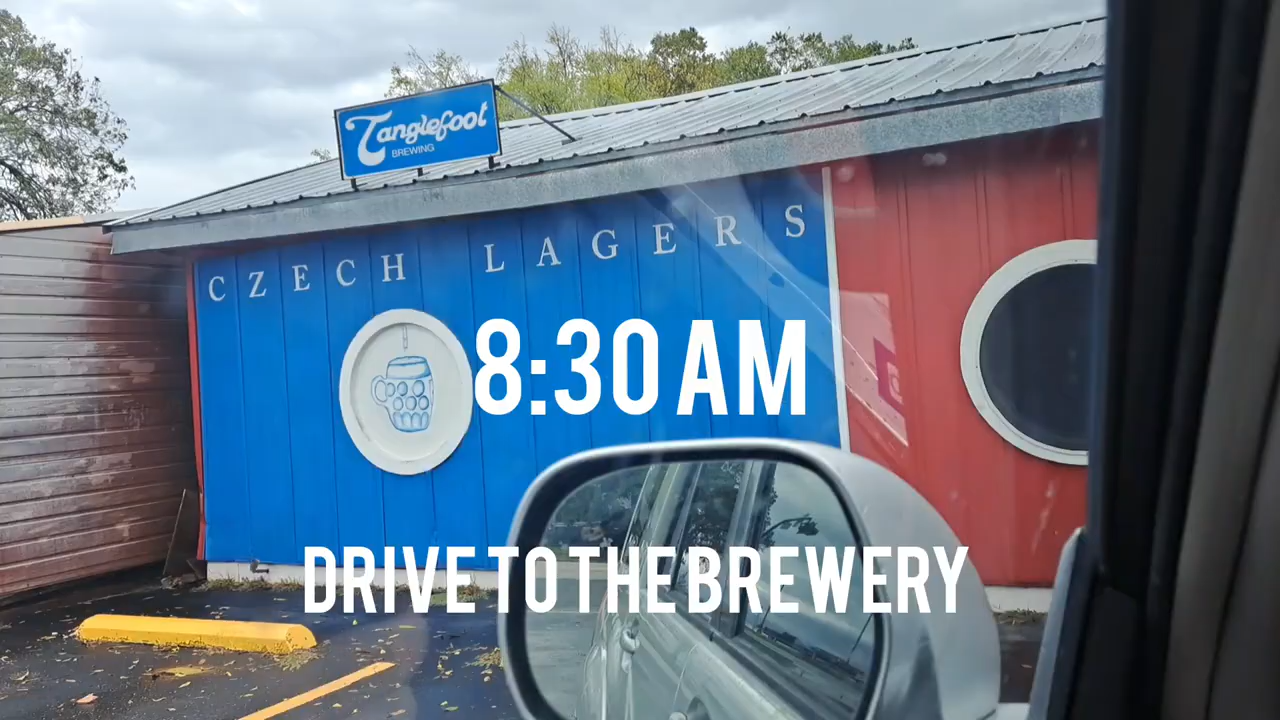 Tanglefoot
BREWING
CZECH LAGERS
8:30 AM
DRIVE TO THE BREWERY